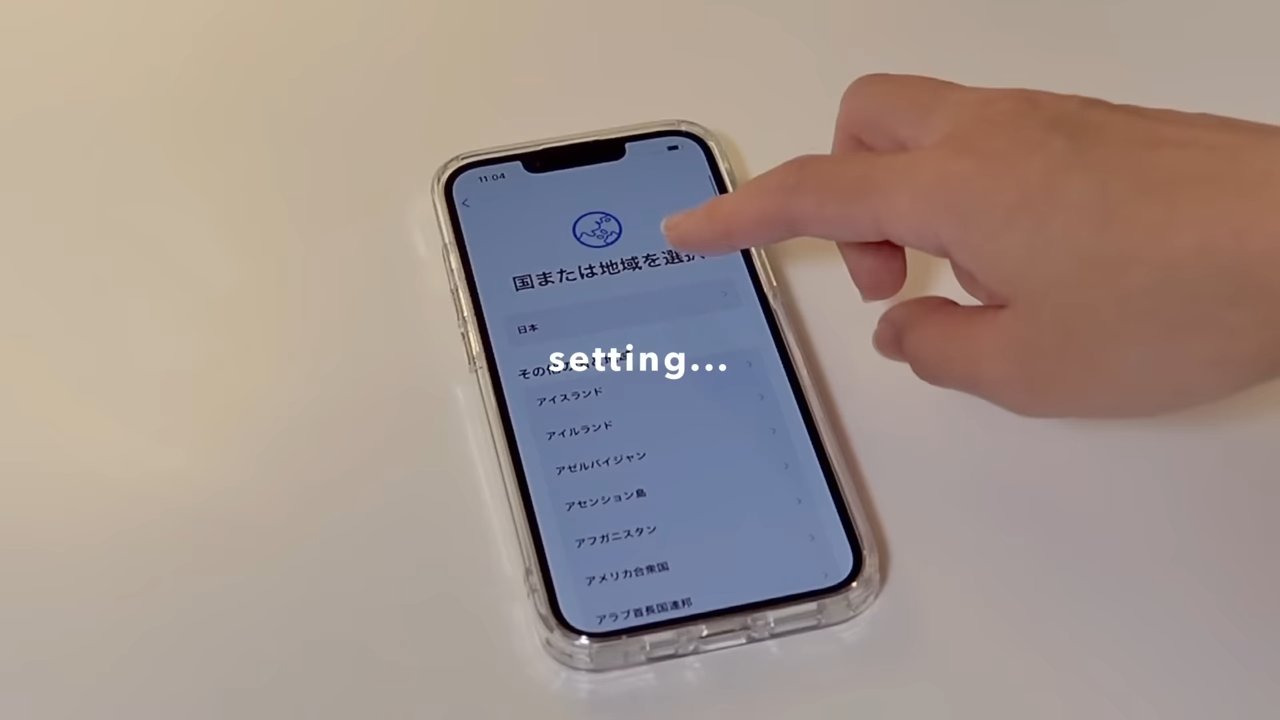 11:04
国または地域を選択
日本
setting...
アイスランド
アイルランド
アゼルバイジャン
アセンション島
アフガニスタン
アメリカ合衆国
アラブ首長国連邦